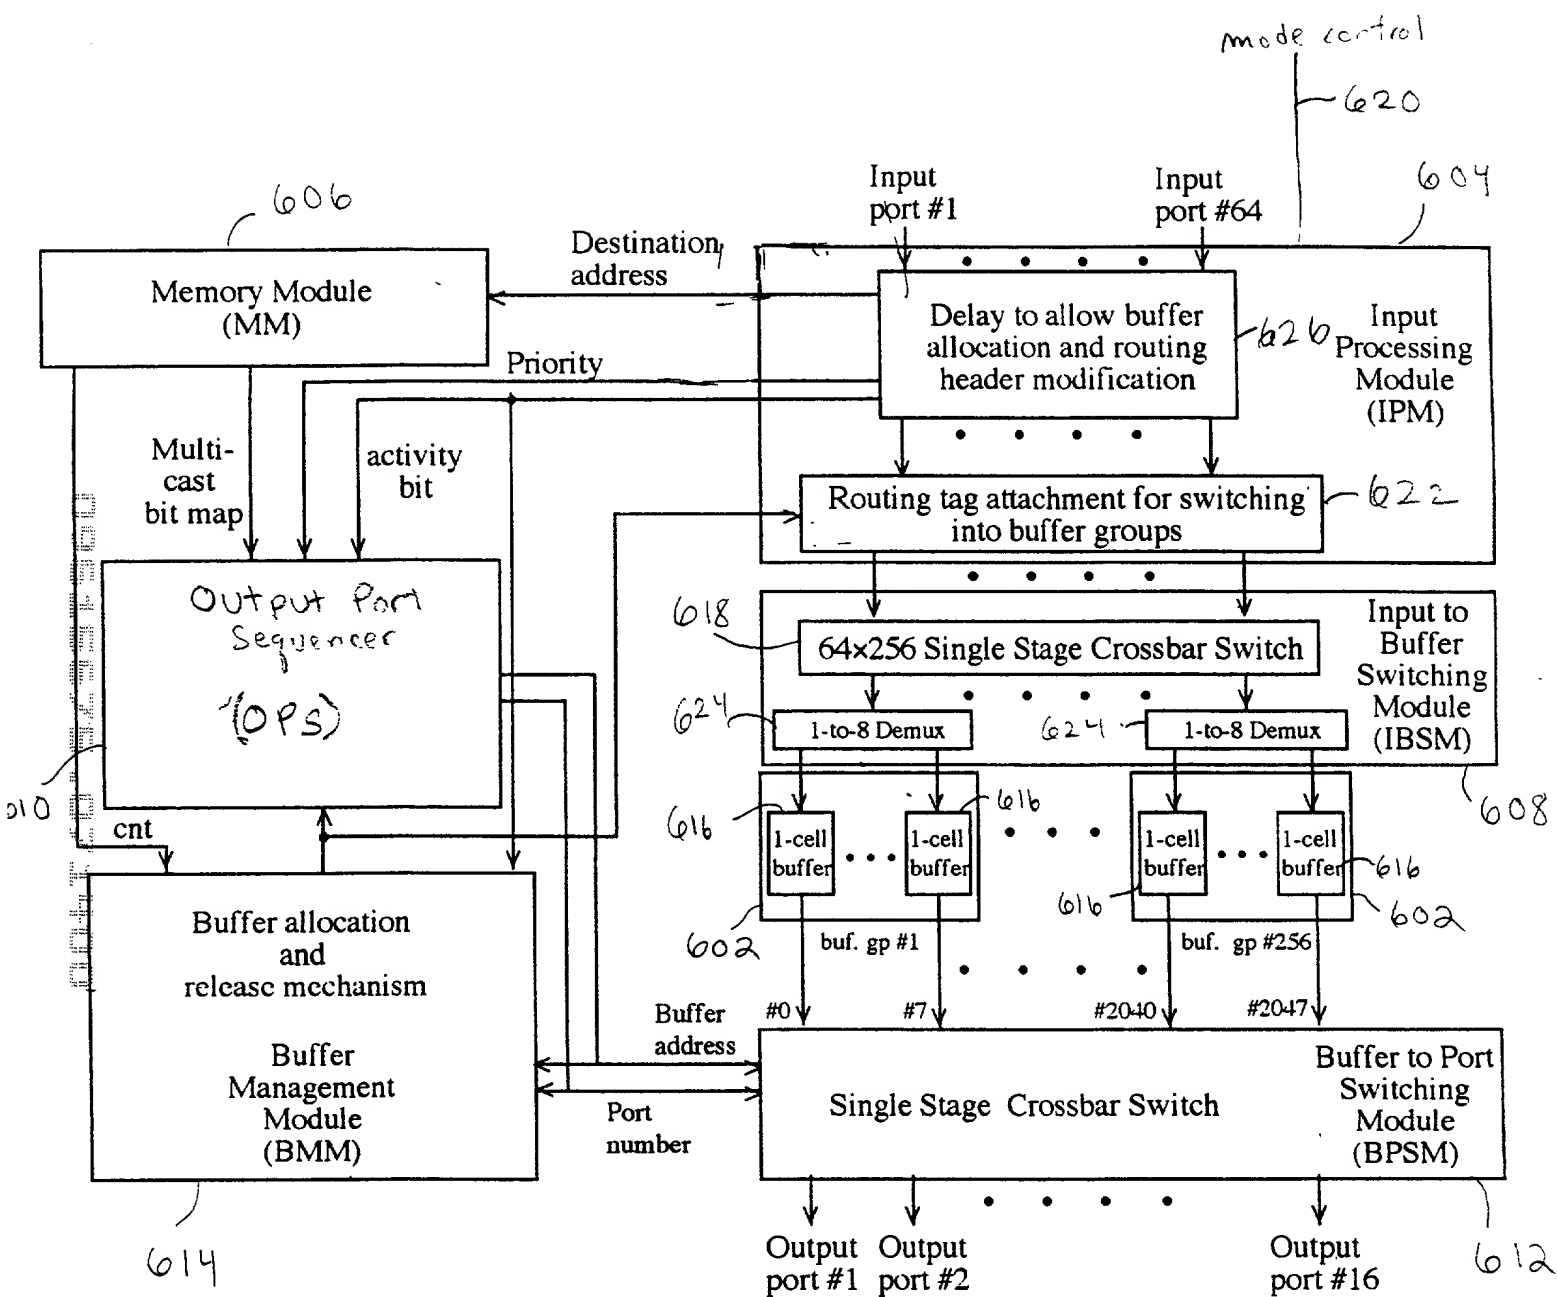 mode control
620
606
Input
port #1
Input
port #64
604
Destination
address
Memory Module
(MM)
Delay to allow buffer
allocation and routing
header modification
626
Input
Processing
Module
(IPM)
Priority
Multi-
cast
bit map
activity
bit
Routing tag attachment for switching
into buffer groups
622
Output Port
Sequencer
(OPS)
618
64×256 Single Stage Crossbar Switch
Input to
Buffer
Switching
Module
(IBSM)
624
1-to-8 Demux
624
1-to-8 Demux
608
610
cnt
616
1-cell
buffer
616
1-cell
buffer
1-cell
buffer
616
1-cell
buffer
616
602
buf. gp #1
buf. gp #256
602
Buffer allocation
and
release mechanism
Buffer
Management
Module
(BMM)
614
#0
#7
#2040
#2047
Buffer
address
Port
number
Single Stage Crossbar Switch
Buffer to Port
Switching
Module
(BPSM)
612
Output
port #1
Output
port #2
Output
port #16